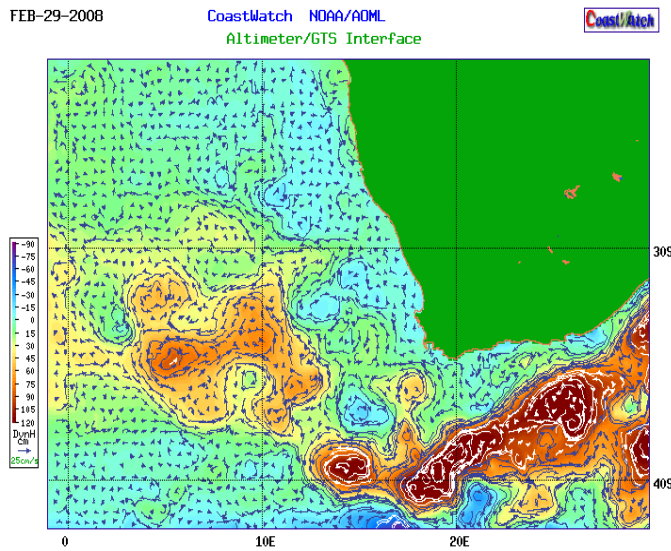 FEB-29-2008
CoastWatch NOAA/AOML
CoastWatch
Altimeter/GTS Interface
30S
-90
-75
-60
-45
-30
-15
0
15
30
45
60
75
90
105
120
DynH
cm
25cm/s
40S
0
10E
20E